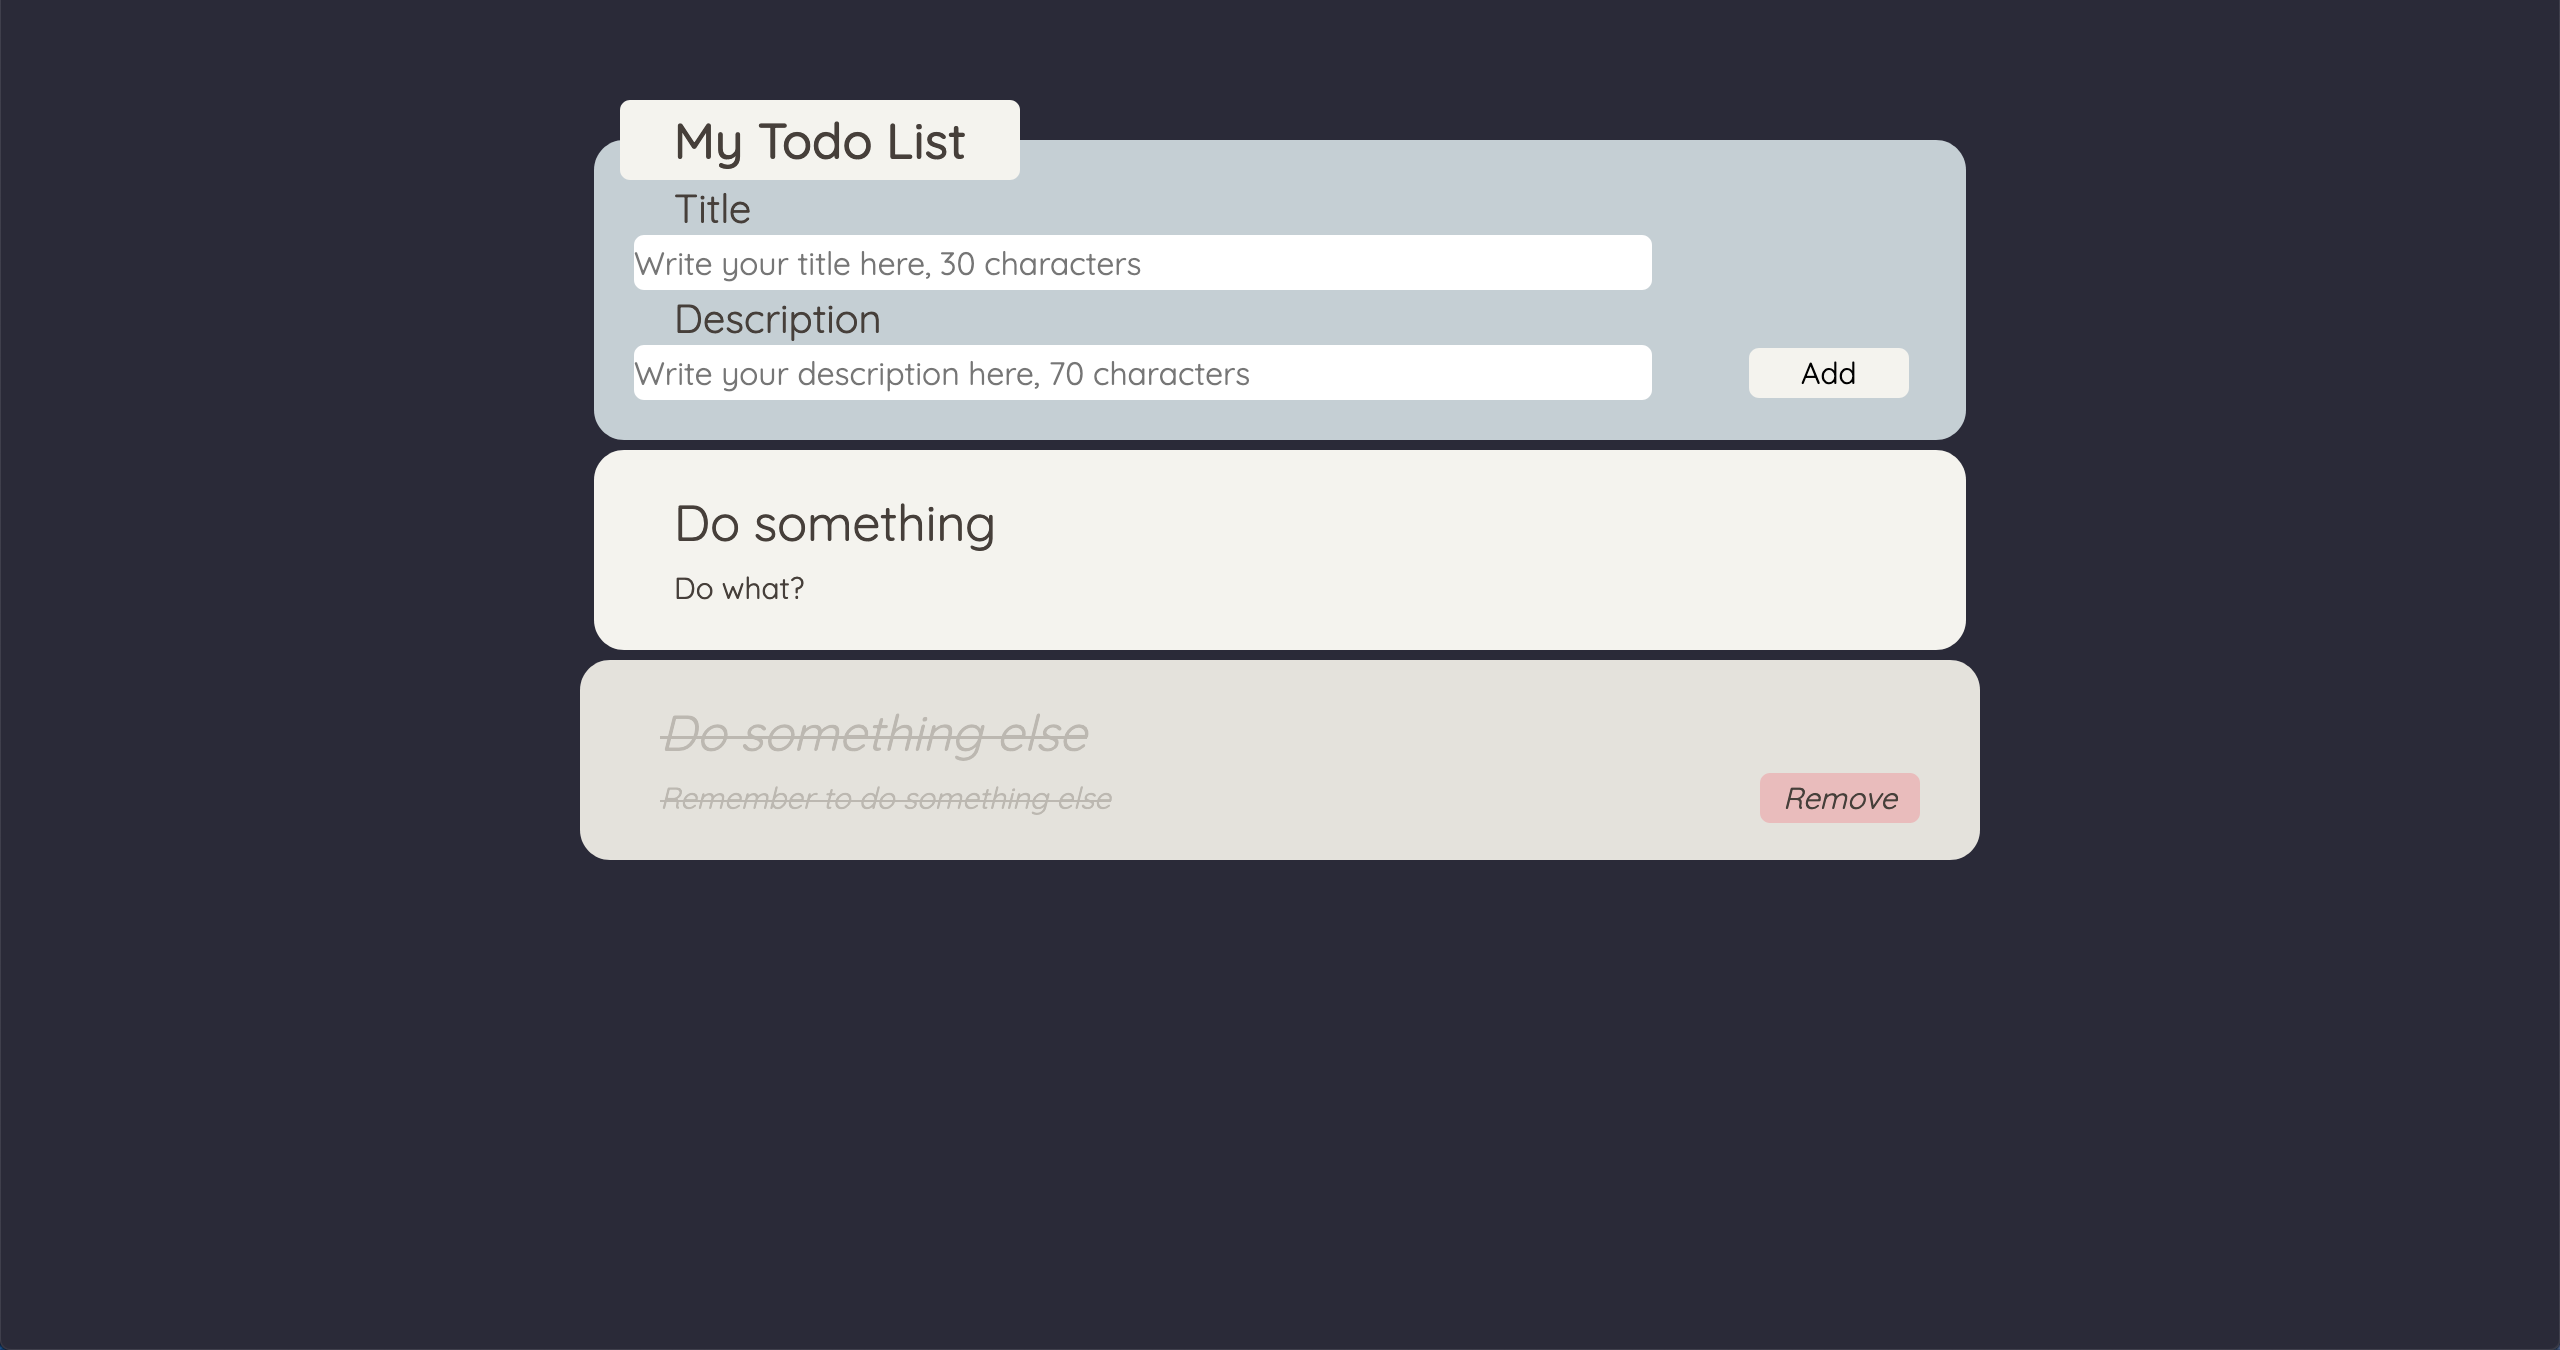 My Todo List
Title
Write your title here, 30 characters
Description
Write your description here, 70 characters
Add
Do something
Do what?
Do something else
Remember to do something else
Remove